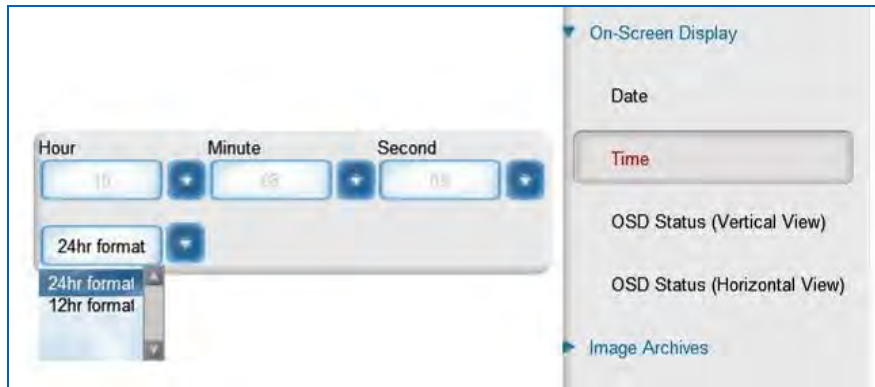 Hour Minute Second
10
24hr format
24hr format
12hr format
On-Screen Display
Date
Time
OSD Status (Vertical View)
OSD Status (Horizontal View)
Image Archives